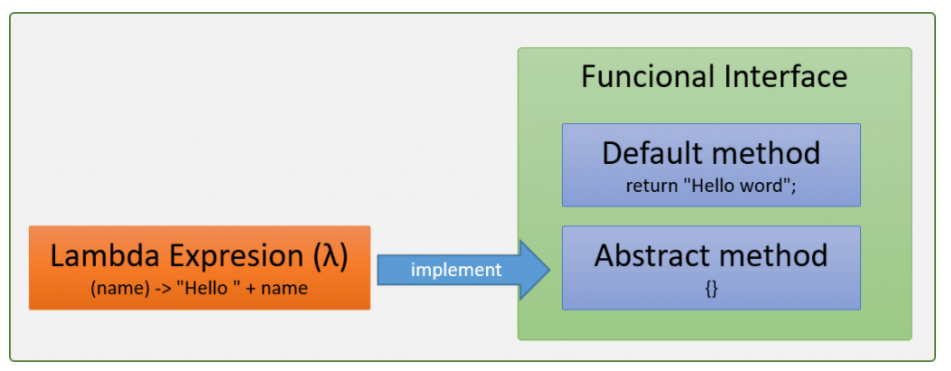 Funcional Interface
Default method
return "Hello word";
Lambda Expresion (λ)
(name) -> "Hello " + name
implement
Abstract method
{}